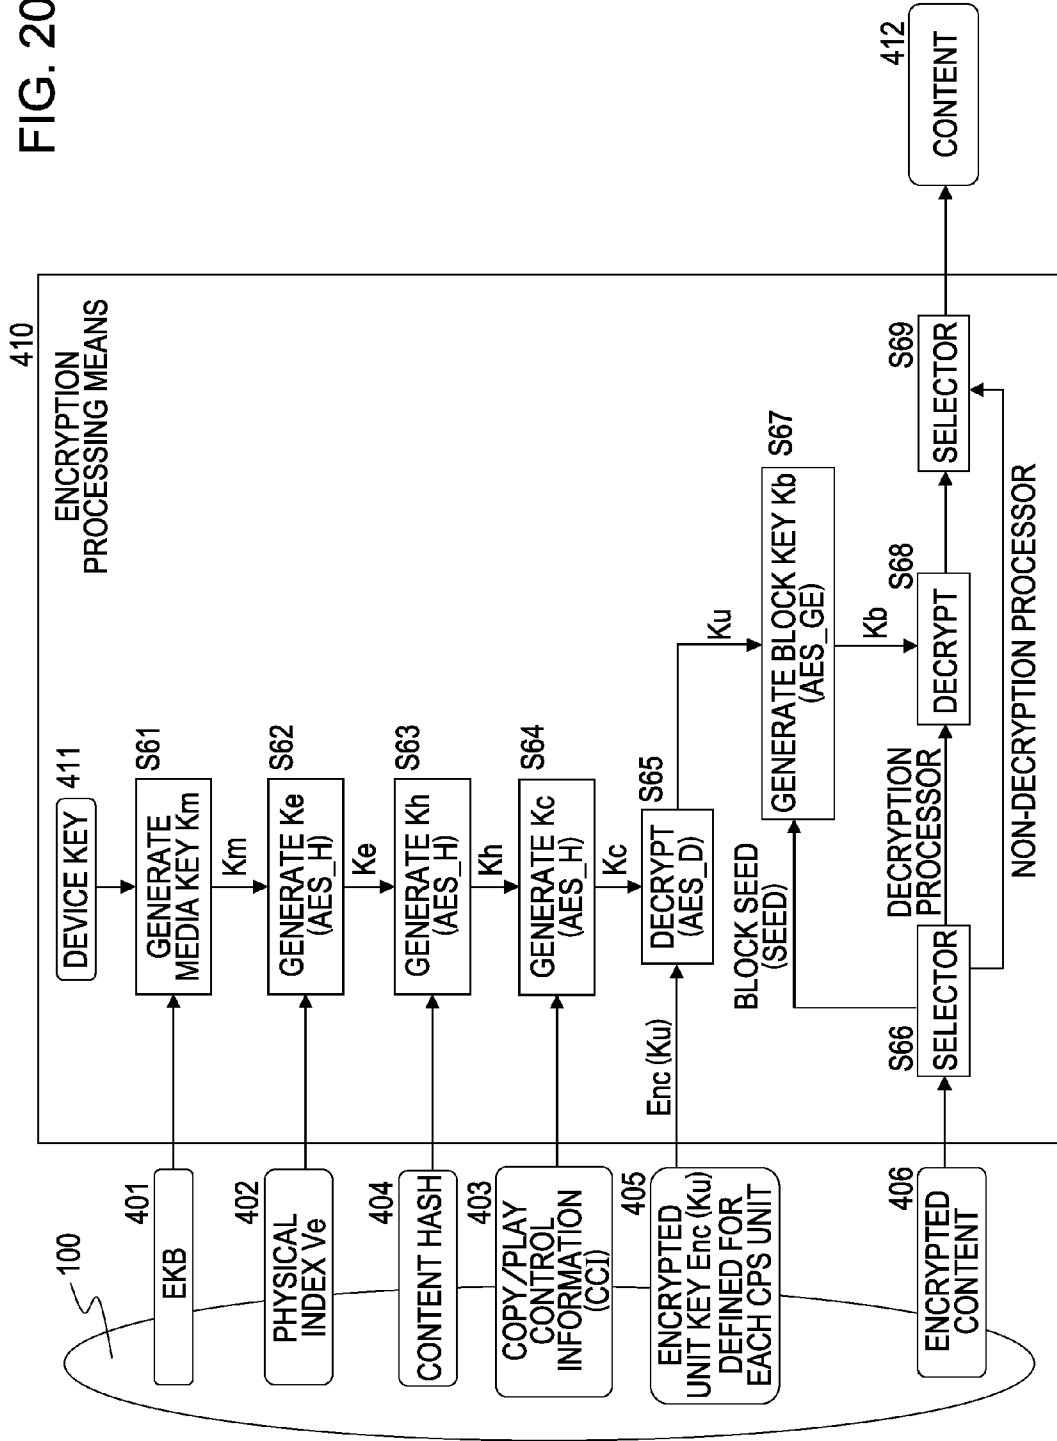 FIG. 20
410
ENCRYPTION
PROCESSING MEANS
100
401
EKB
DEVICE KEY
411
GENERATE
MEDIA KEY Km
S61
Km
402
PHYSICAL
INDEX Ve
GENERATE Ke
(AES_H)
S62
Ke
404
CONTENT HASH
GENERATE Kh
(AES_H)
S63
Kh
403
COPY/PLAY
CONTROL
INFORMATION
(CCI)
GENERATE Kc
(AES_H)
S64
Kc
405
ENCRYPTED
UNIT KEY Enc (Ku)
DEFINED FOR
EACH CPS UNIT
Enc (Ku)
DECRYPT
(AES_D)
S65
Ku
BLOCK SEED
(SEED)
GENERATE BLOCK KEY Kb
(AES_GE)
S67
Kb
406
ENCRYPTED
CONTENT
S66
SELECTOR
DECRYPTION
PROCESSOR
DECRYPT
S68
SELECTOR
S69
NON-DECRYPTION PROCESSOR
412
CONTENT